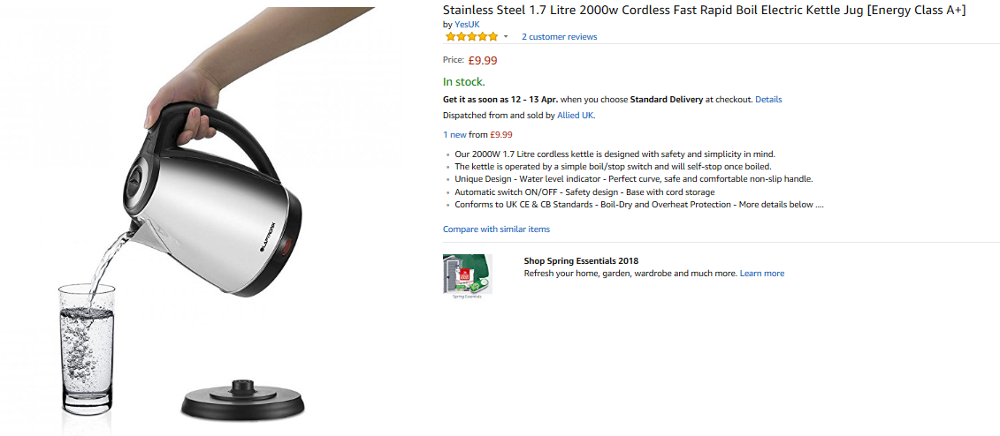 Stainless Steel 1.7 Litre 2000w Cordless Fast Rapid Boil Electric Kettle Jug [Energy Class A+]
by YesUK
2 customer reviews
Price: £9.99
In stock.
Get it as soon as 12 - 13 Apr. when you choose Standard Delivery at checkout. Details
Dispatched from and sold by Allied UK.
1 new from £9.99
Our 2000W 1.7 Litre cordless kettle is designed with safety and simplicity in mind.
The kettle is operated by a simple boil/stop switch and will self-stop once boiled.
Unique Design - Water level indicator - Perfect curve, safe and comfortable non-slip handle.
Automatic switch ON/OFF - Safety design - Base with cord storage
Conforms to UK CE & CB Standards - Boil-Dry and Overheat Protection - More details below ....
Compare with similar items
Shop Spring Essentials 2018
Refresh your home, garden, wardrobe and much more. Learn more
Spring Essentials